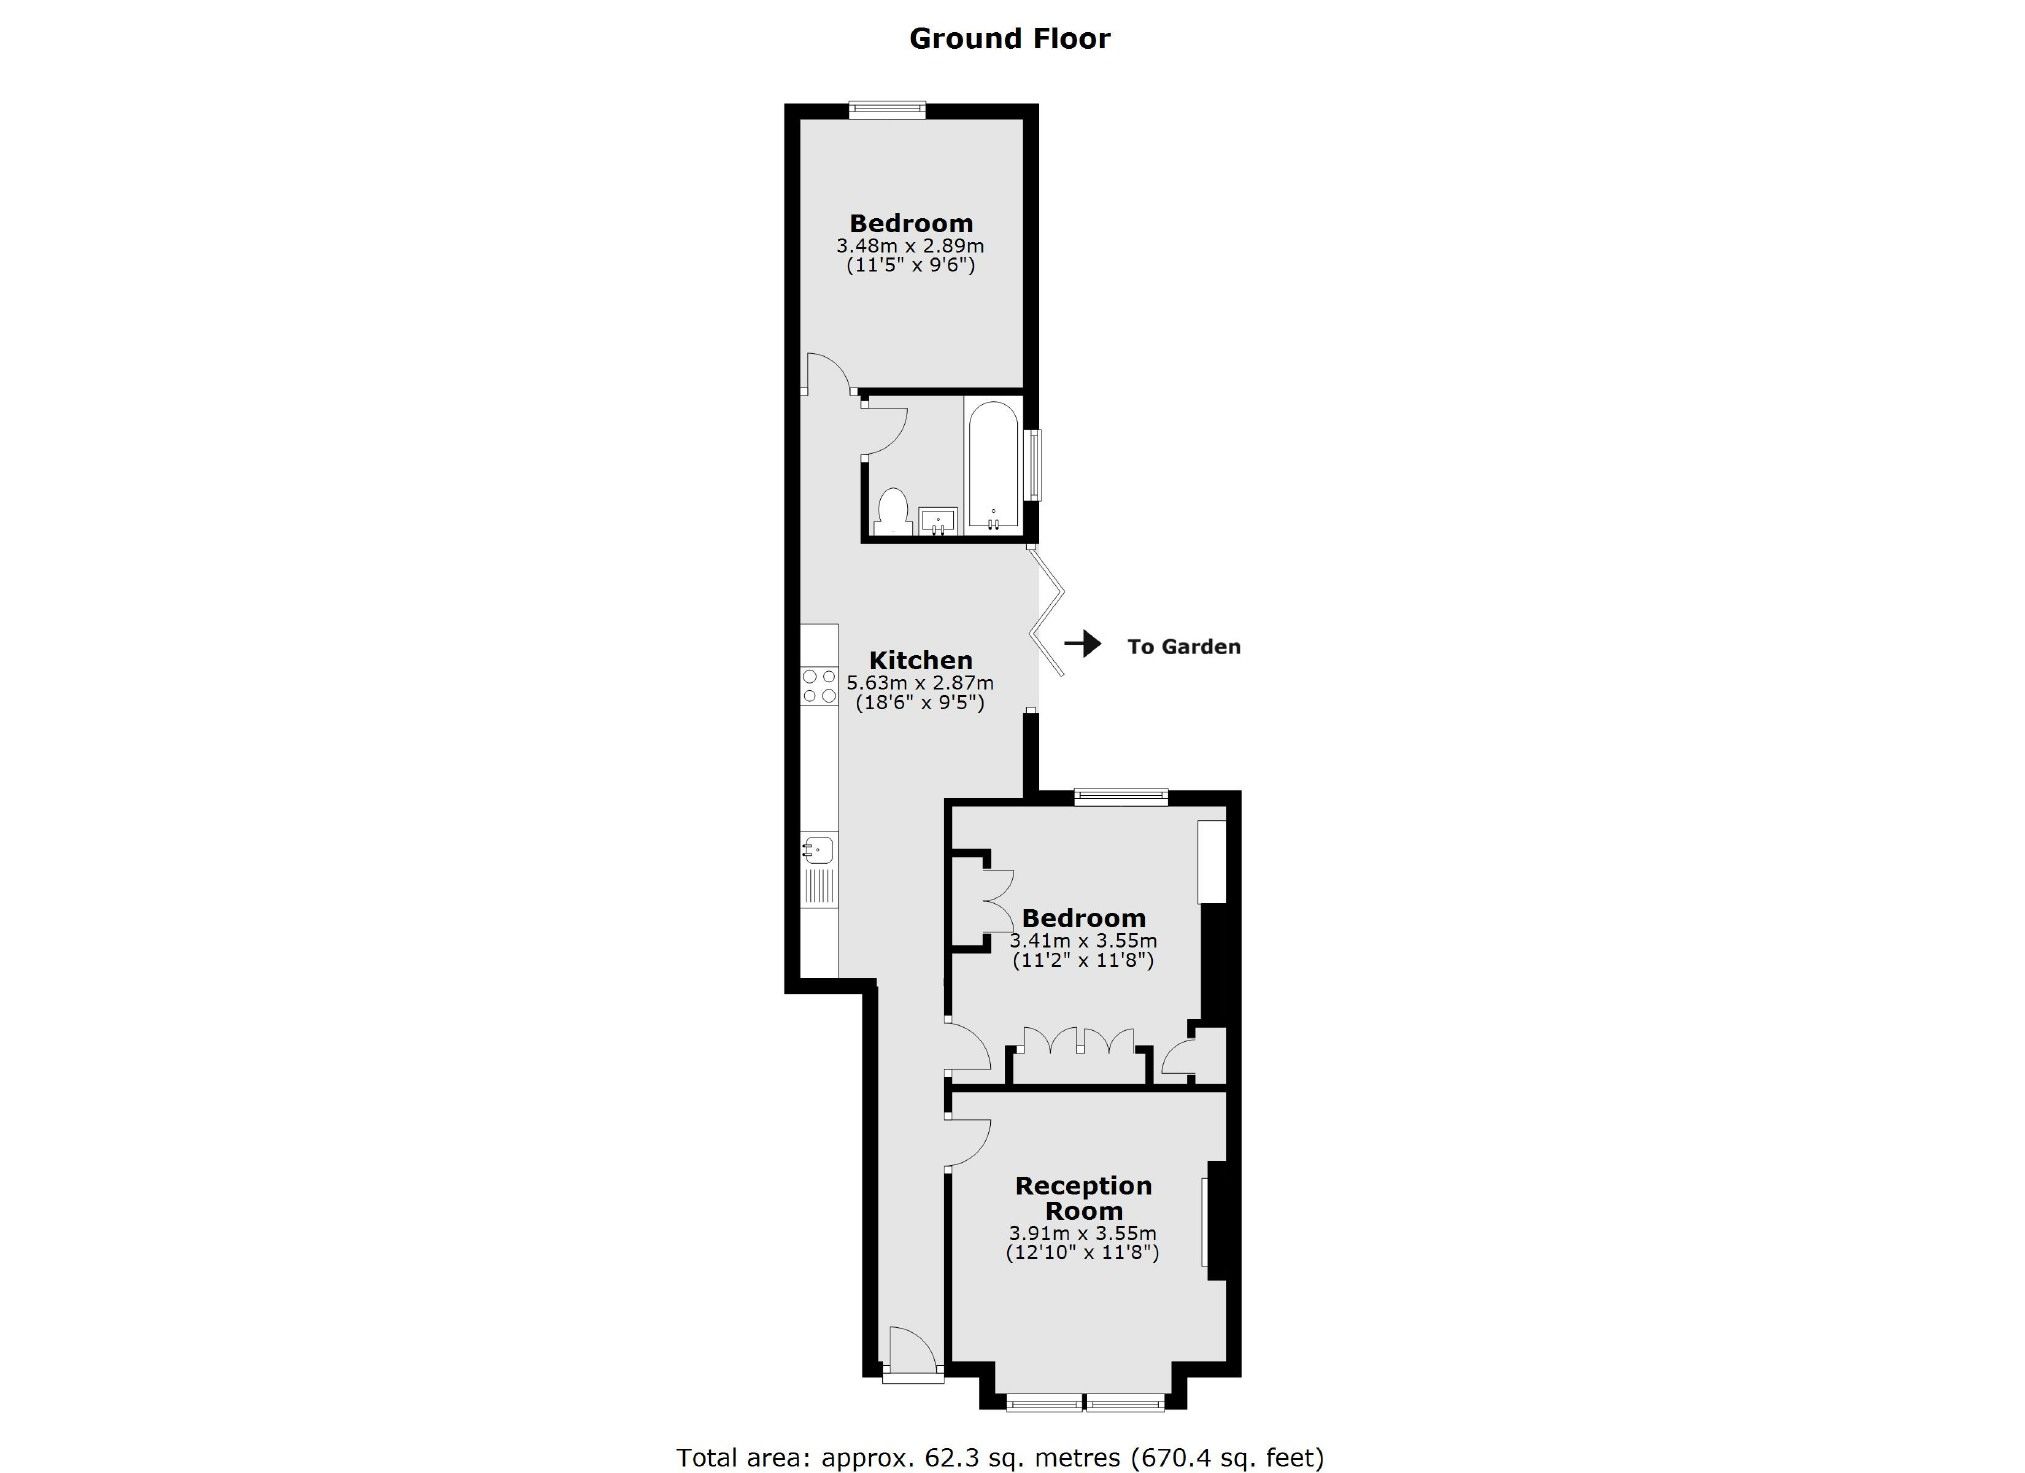 Ground Floor
Bedroom
3.48m x 2.89m
(11'5" x 9'6")
Kitchen
5.63m x 2.87m
(18'6" x 9'5")
To Garden
Bedroom
3.41m x 3.55m
(11'2" x 11'8")
Reception
Room
3.91m x 3.55m
(12'10" x 11'8")
Total area: approx. 62.3 sq. metres (670.4 sq. feet)